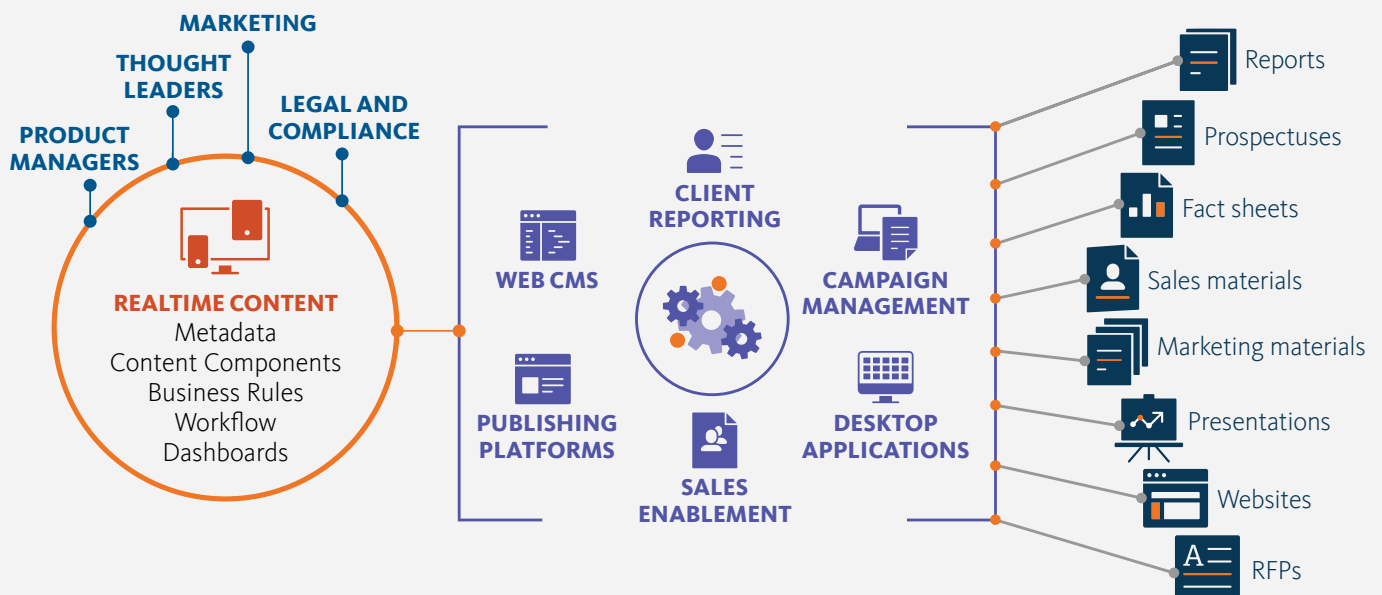 MARKETING
THOUGHT
LEADERS
LEGAL AND
COMPLIANCE
PRODUCT
MANAGERS
REALTIME CONTENT
Metadata
Content Components
Business Rules
Workflow
Dashboards
CLIENT
REPORTING
WEB CMS
CAMPAIGN
MANAGEMENT
PUBLISHING
PLATFORMS
DESKTOP
APPLICATIONS
SALES
ENABLEMENT
Reports
Prospectuses
Fact sheets
Sales materials
Marketing materials
Presentations
Websites
A
RFPs